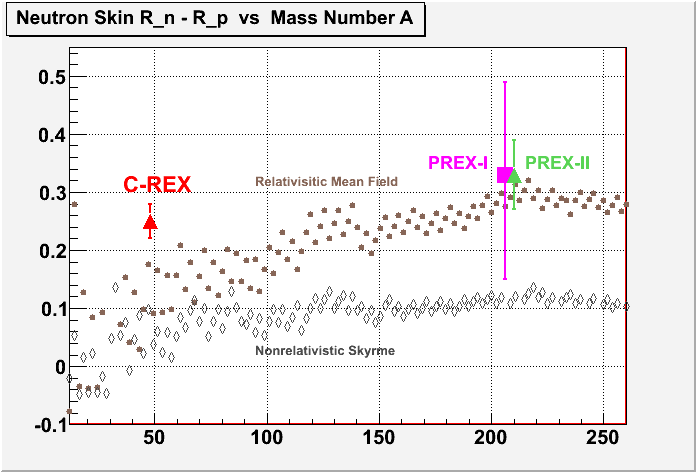 Neutron Skin R_n - R_p vs Mass Number A
0.5
0.4
PREX-I
PREX-II
C-REX
Relativisitic Mean Field
0.3
0.2
0.1
Nonrelativistic Skyrme
0
-0.1
50
100
150
200
250